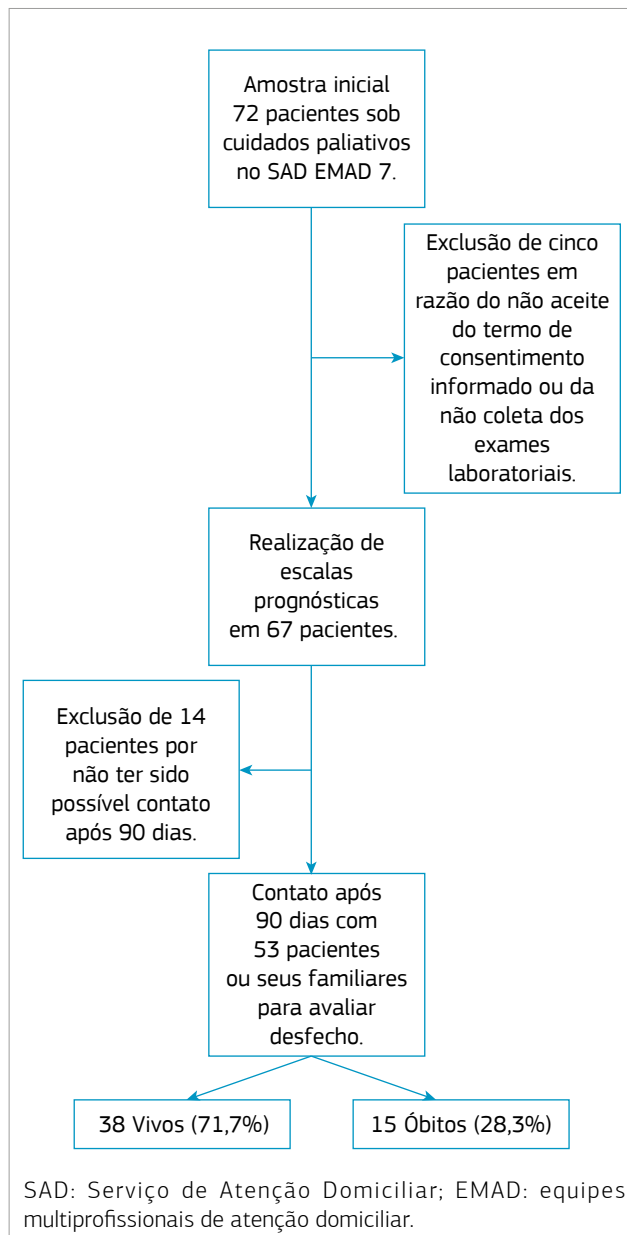 Amostra inicial
72 pacientes sob
cuidados paliativos
no SAD EMAD 7.
Exclusão de cinco
pacientes em
razão do não aceite
do termo de
consentimento
informado ou da
não coleta dos
exames
laboratoriais.
Realização de
escalas
prognósticas
em 67 pacientes.
Exclusão de 14
pacientes por
não ter sido
possível contato
após 90 dias.
Contato após
90 dias com
53 pacientes
ou seus familiares
para avaliar
desfecho.
38 Vivos (71,7%)
15 Óbitos (28,3%)
SAD: Serviço de Atenção Domiciliar; EMAD: equipes
multiprofissionais de atenção domiciliar.